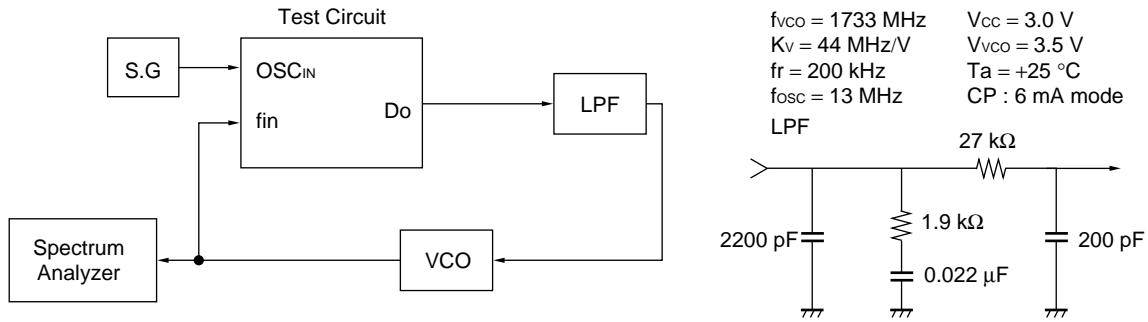 Test Circuit
S.G
OSCIN
fin
Do
LPF
Spectrum
Analyzer
VCO
fVCO = 1733 MHz
KV = 44 MHz/V
fr = 200 kHz
fOSC = 13 MHz
LPF
VCC = 3.0 V
VVCO = 3.5 V
Ta = +25 °C
CP : 6 mA mode
27 kΩ
2200 pF
1.9 kΩ
0.022 µF
200 pF